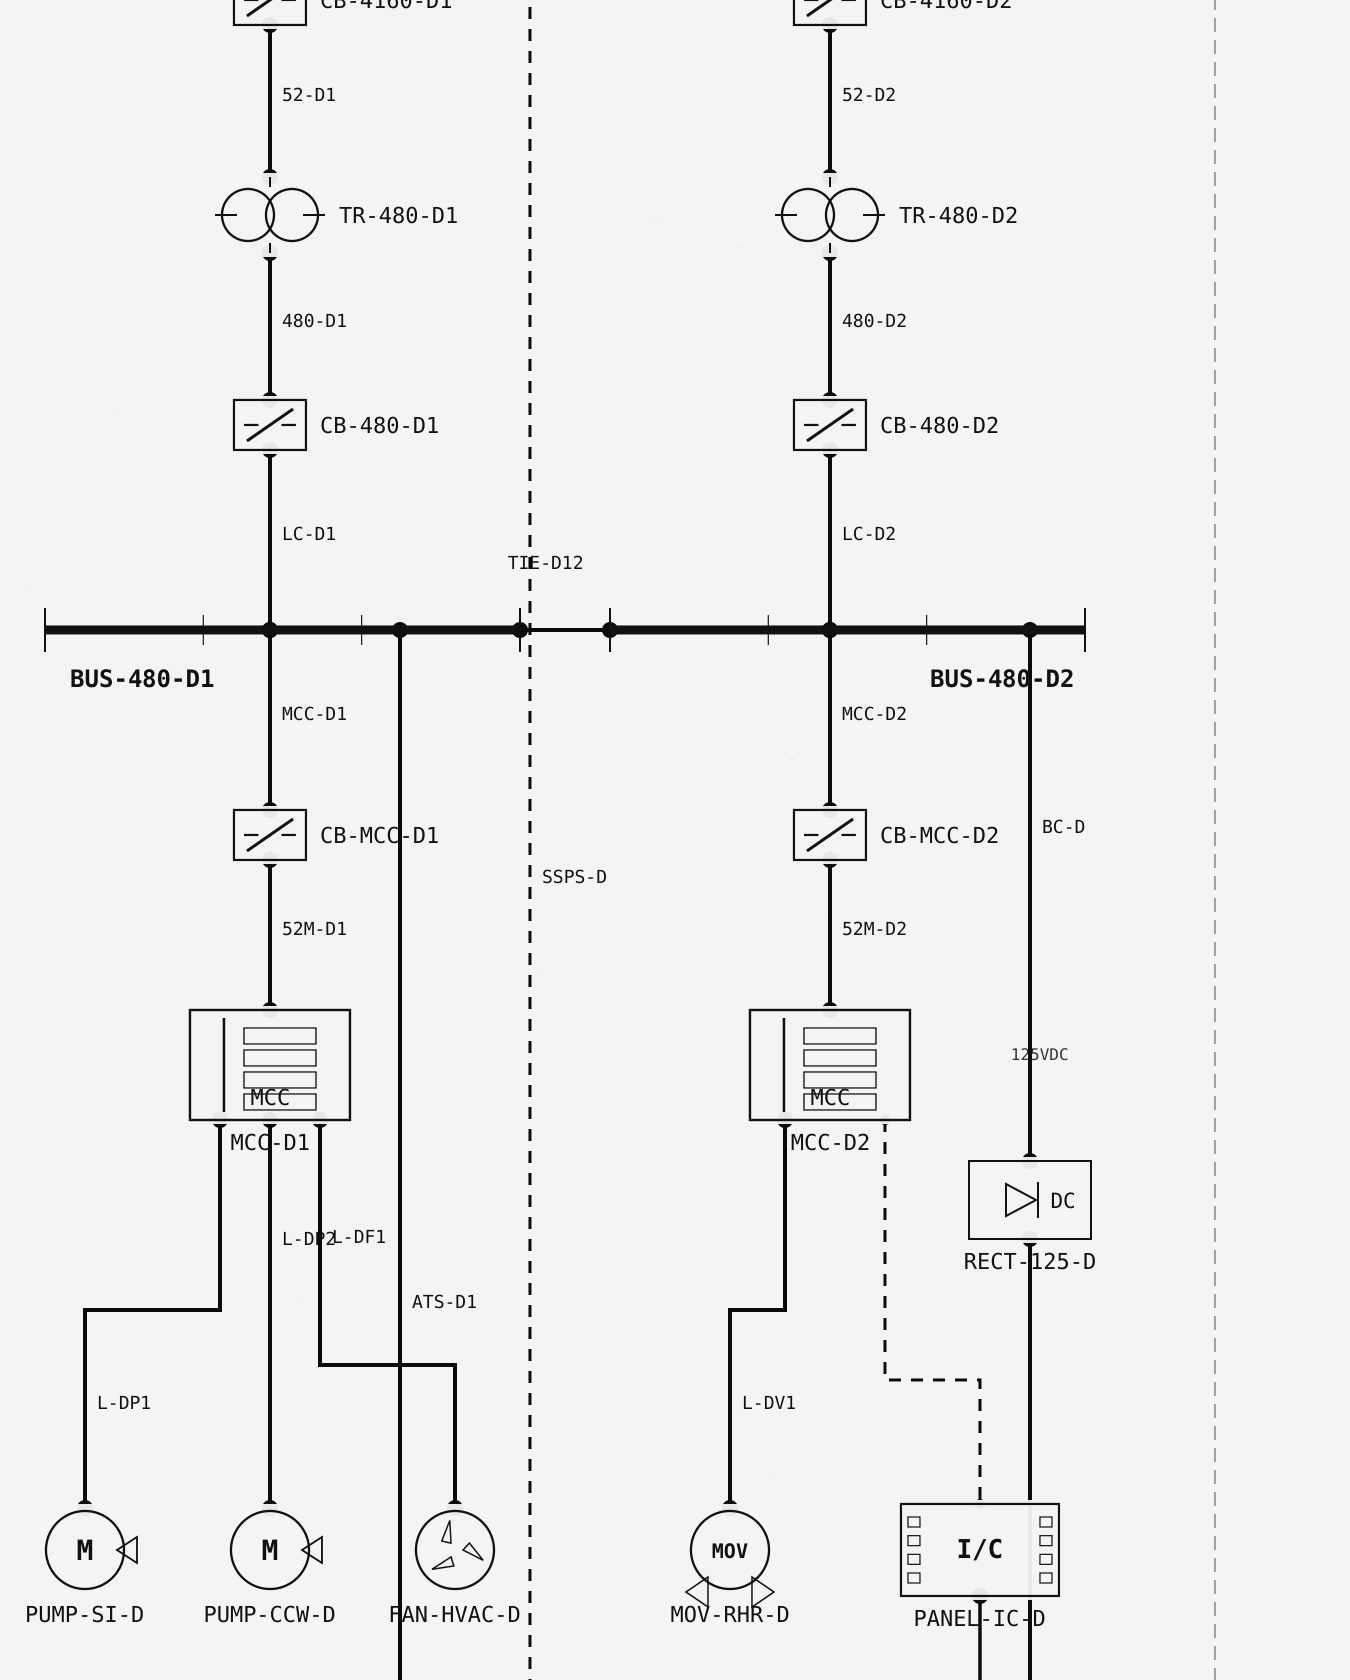 CB-4160-D1
CB-4160-D2
52-D1
52-D2
TR-480-D1
TR-480-D2
480-D1
480-D2
CB-480-D1
CB-480-D2
LC-D1
LC-D2
TIE-D12
BUS-480-D1
BUS-480-D2
MCC-D1
MCC-D2
CB-MCC-D1
CB-MCC-D2
BC-D
SSPS-D
52M-D1
52M-D2
125VDC
MCC
MCC
MCC-D1
MCC-D2
DC
L-DP2
L-DF1
RECT-125-D
ATS-D1
L-DP1
L-DV1
M
M
MOV
I/C
PUMP-SI-D
PUMP-CCW-D
FAN-HVAC-D
MOV-RHR-D
PANEL-IC-D